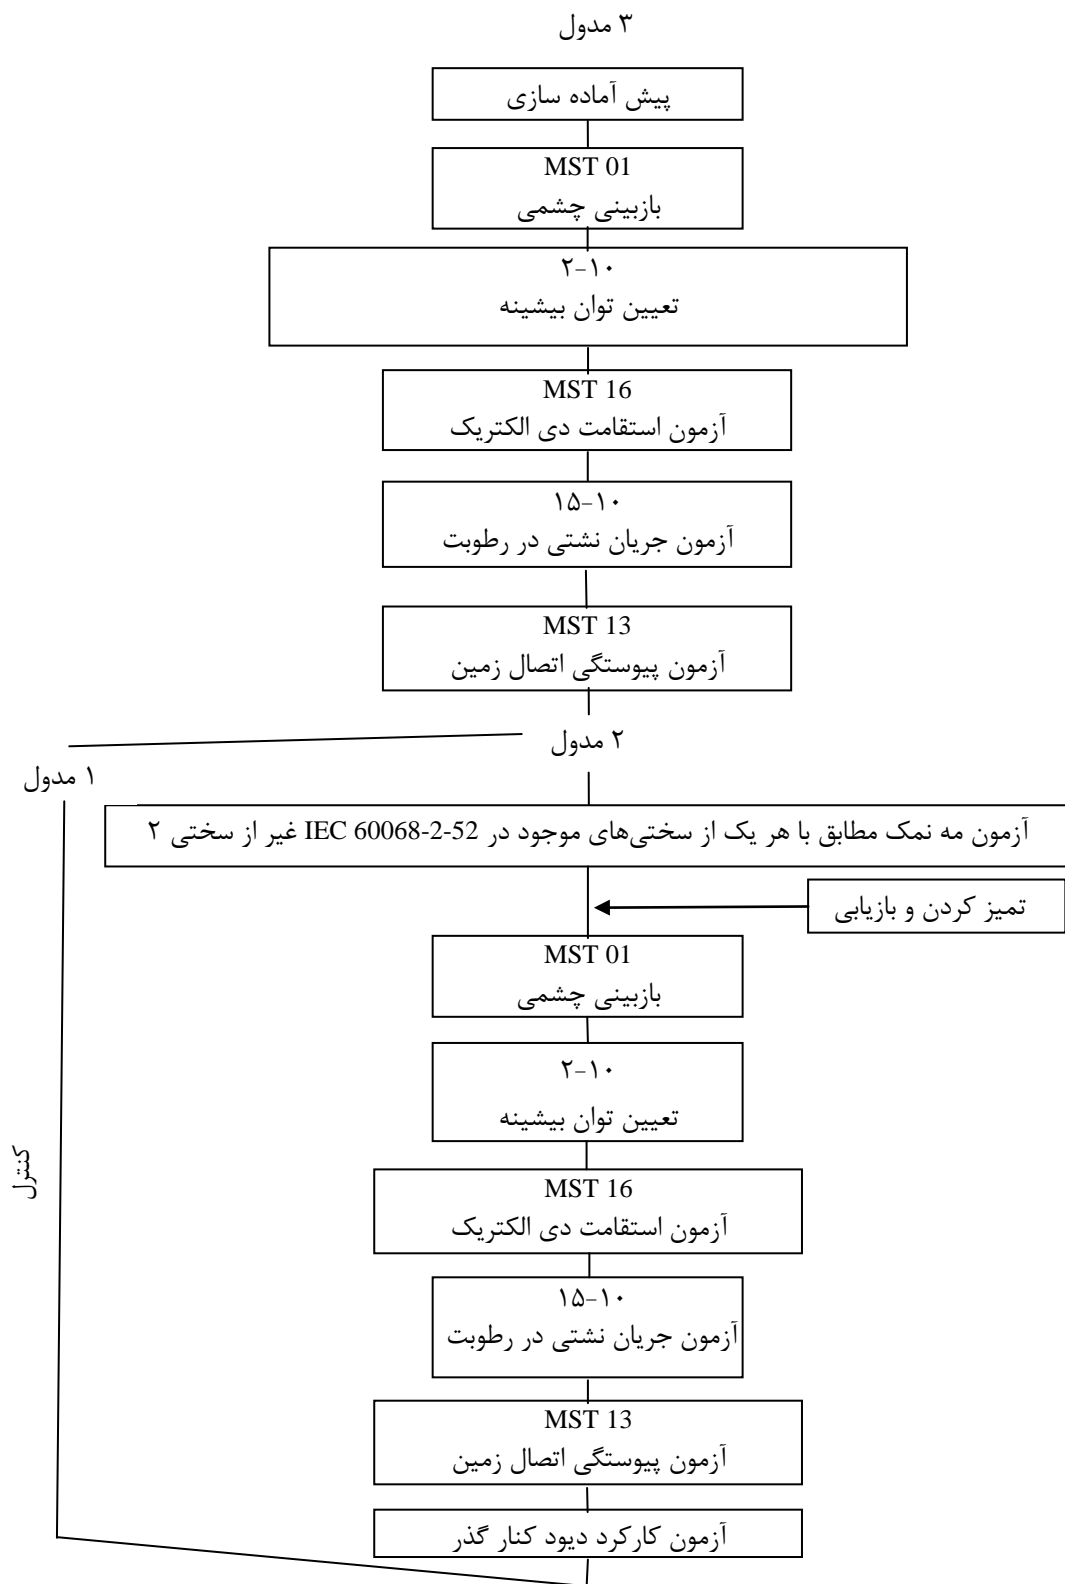 ۳ مدول
پیش آماده سازی
MST 01
بازبینی چشمی
۲-۱۰
تعیین توان بیشینه
MST 16
آزمون استقامت دی الکتریک
۱۵-۱۰
آزمون جریان نشتی در رطوبت
MST 13
آزمون پیوستگی اتصال زمین
۲ مدول
۱ مدول
آزمون مه نمک مطابق با هر یک از سختی‌های موجود در IEC 60068-2-52 غیر از سختی ۲
تمیز کردن و بازیابی
MST 01
بازبینی چشمی
۲-۱۰
تعیین توان بیشینه
کنترل
MST 16
آزمون استقامت دی الکتریک
۱۵-۱۰
آزمون جریان نشتی در رطوبت
MST 13
آزمون پیوستگی اتصال زمین
آزمون کارکرد دیود کنار گذر